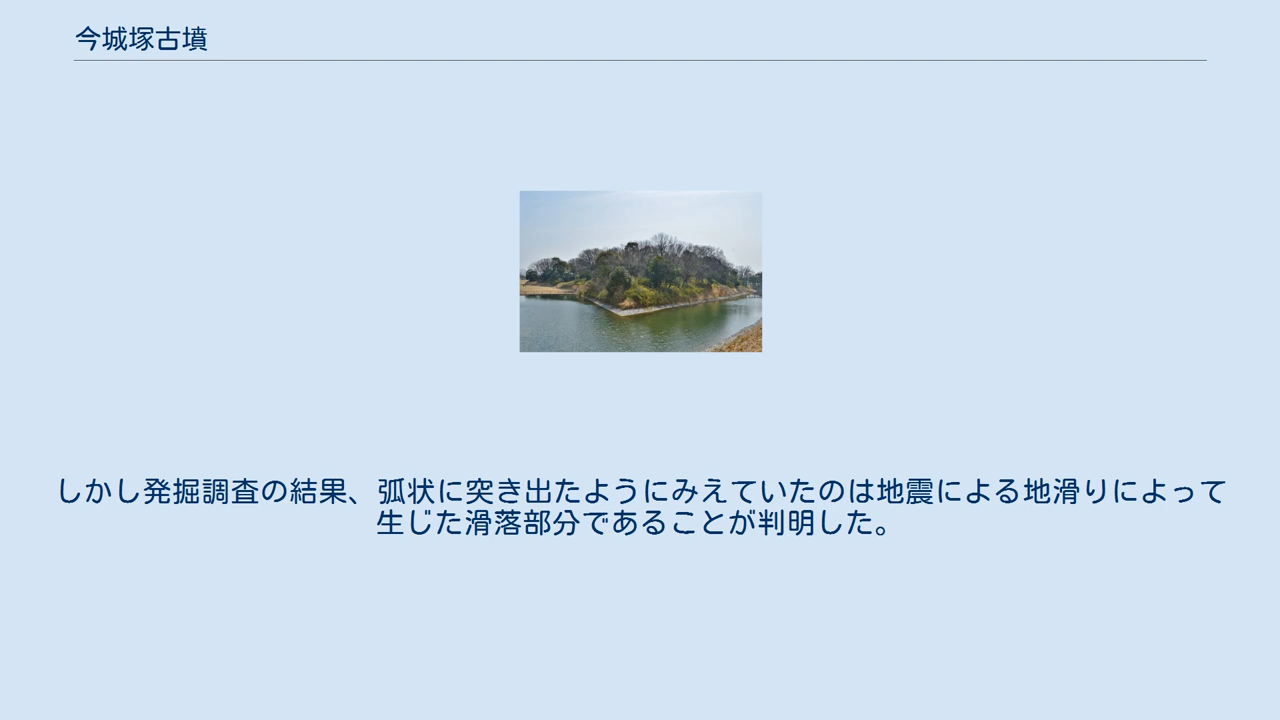 今城塚古墳
しかし発掘調査の結果、弧状に突き出たようにみえていたのは地震による地滑りによって
生じた滑落部分であることが判明した。